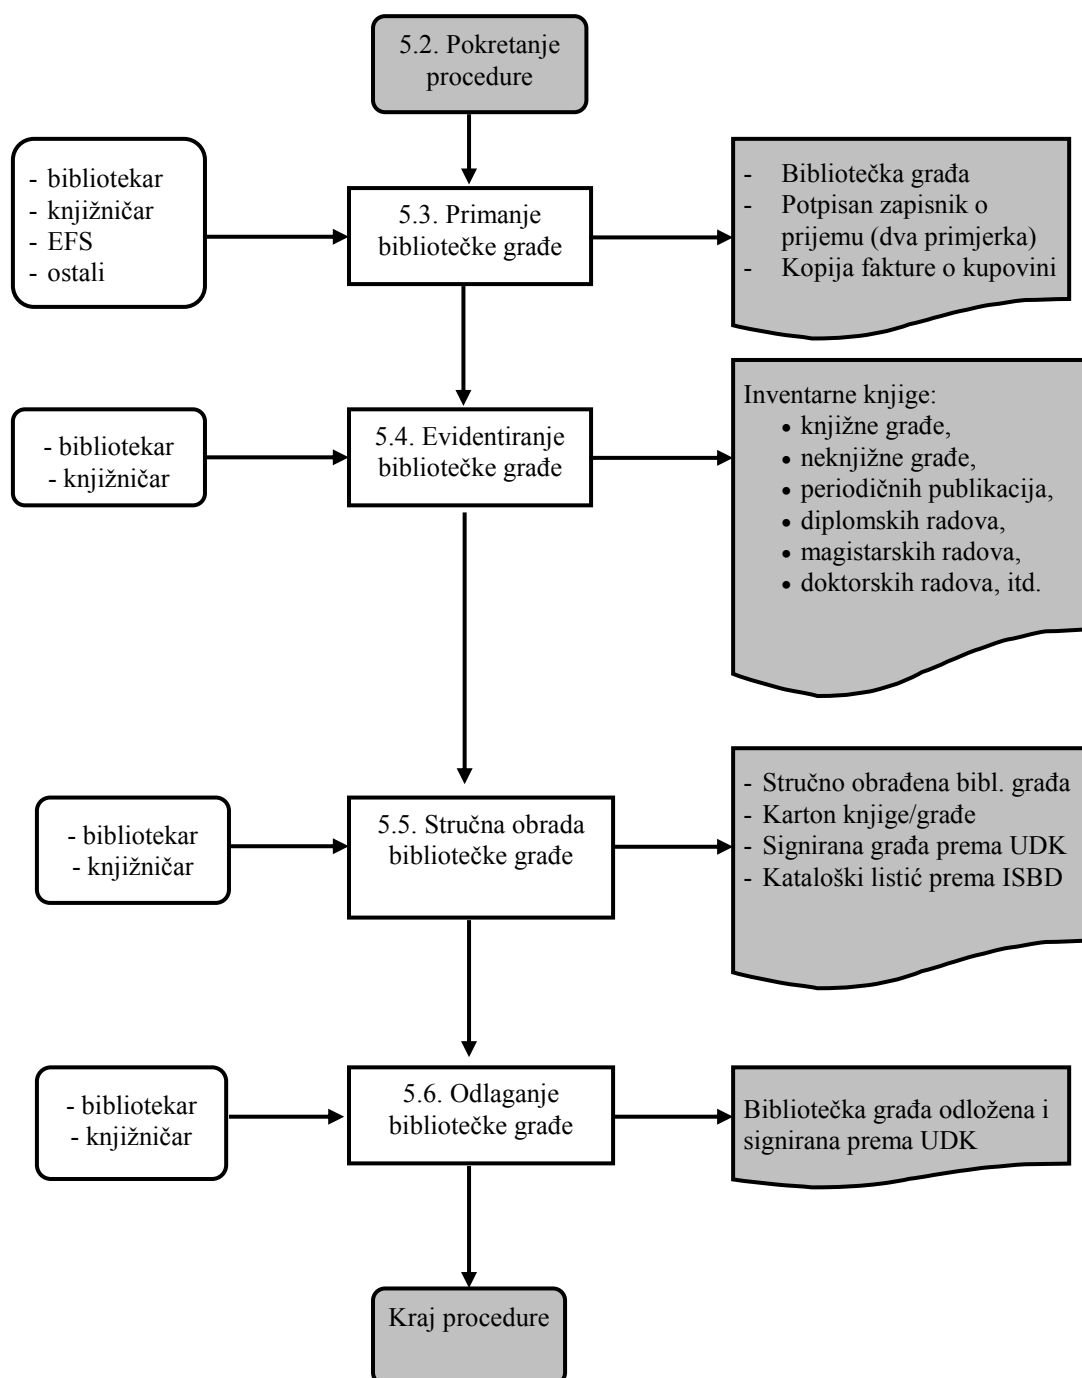 5.2. Pokretanje
procedure
- bibliotekar
- knjižničar
- EFS
- ostali
5.3. Primanje
bibliotečke građe
- Bibliotečka građa
- Potpisan zapisnik o
prijemu (dva primjerka)
- Kopija fakture o kupovini
- bibliotekar
- knjižničar
5.4. Evidentiranje
bibliotečke građe
Inventarne knjige:
• knjižne građe,
• neknjižne građe,
• periodičnih publikacija,
• diplomskih radova,
• magistarskih radova,
• doktorskih radova, itd.
- bibliotekar
- knjižničar
5.5. Stručna obrada
bibliotečke građe
- Stručno obrađena bibl. građa
- Karton knjige/građe
- Signirana građa prema UDK
- Kataloški listić prema ISBD
- bibliotekar
- knjižničar
5.6. Odlaganje
bibliotečke građe
Bibliotečka građa odložena i
signirana prema UDK
Kraj procedure